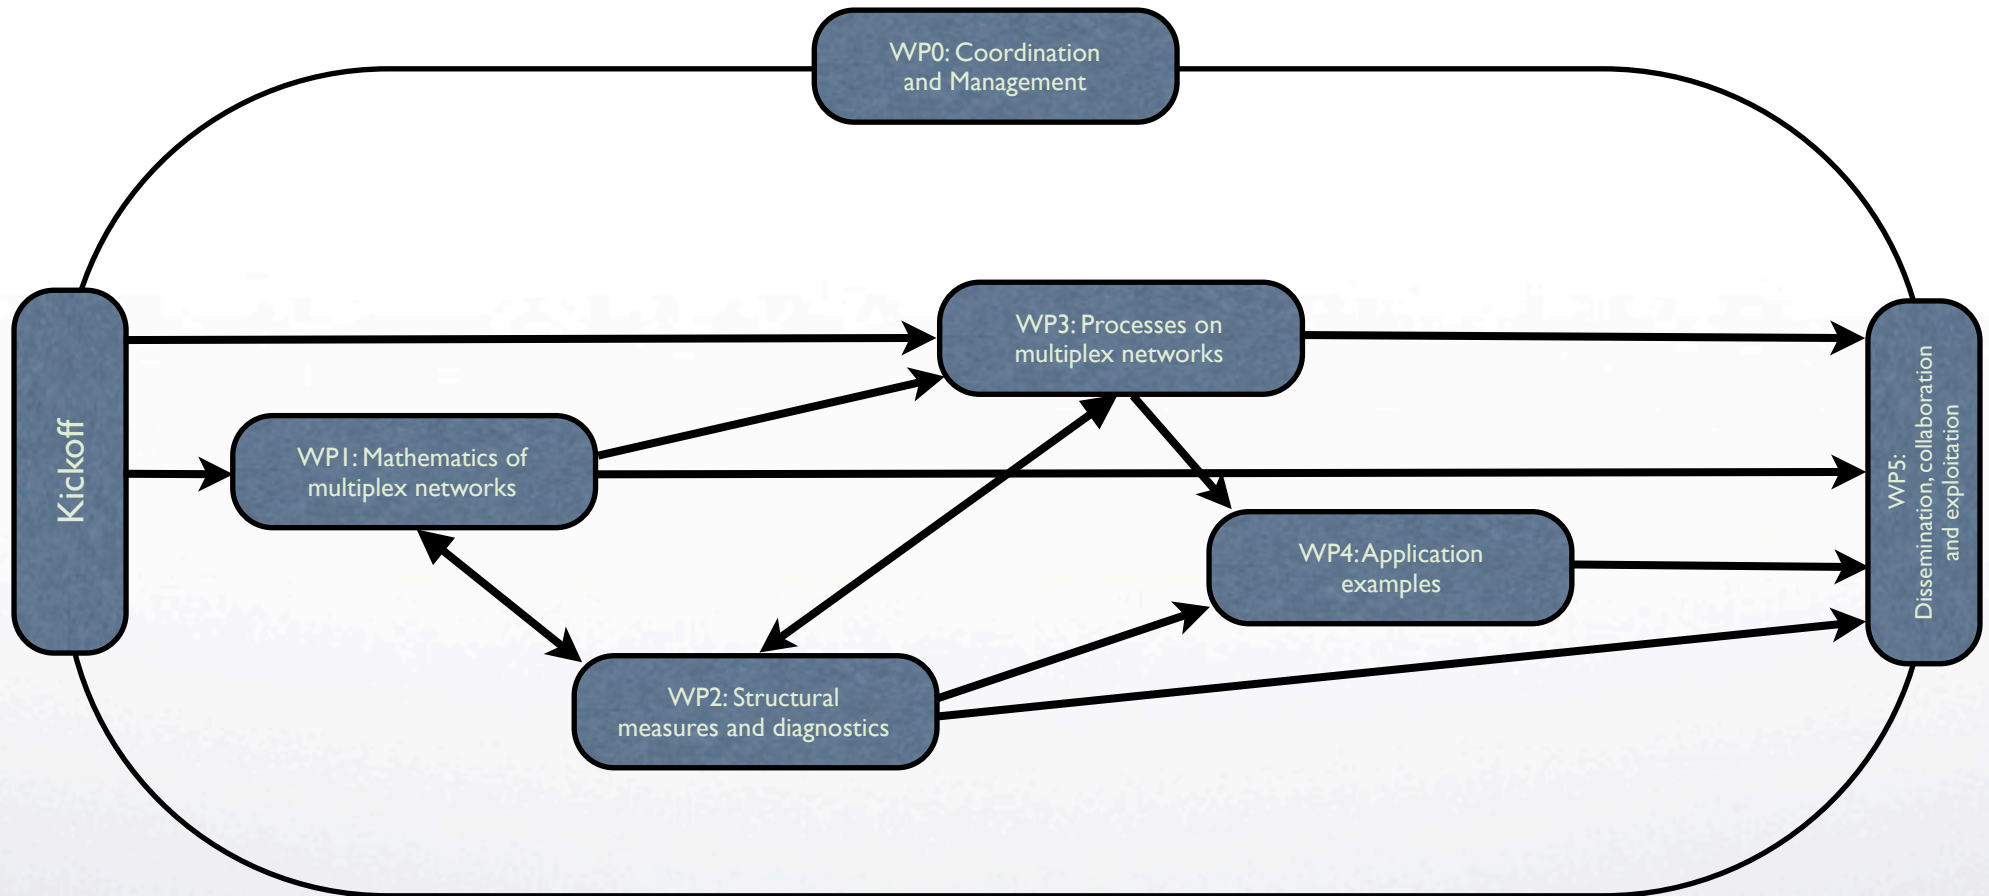 WP0: Coordination
and Management
WP3: Processes on
multiplex networks
Kickoff
WP1: Mathematics of
multiplex networks
WP5:
Dissemination, collaboration
and exploitation
WP4: Application
examples
WP2: Structural
measures and diagnostics